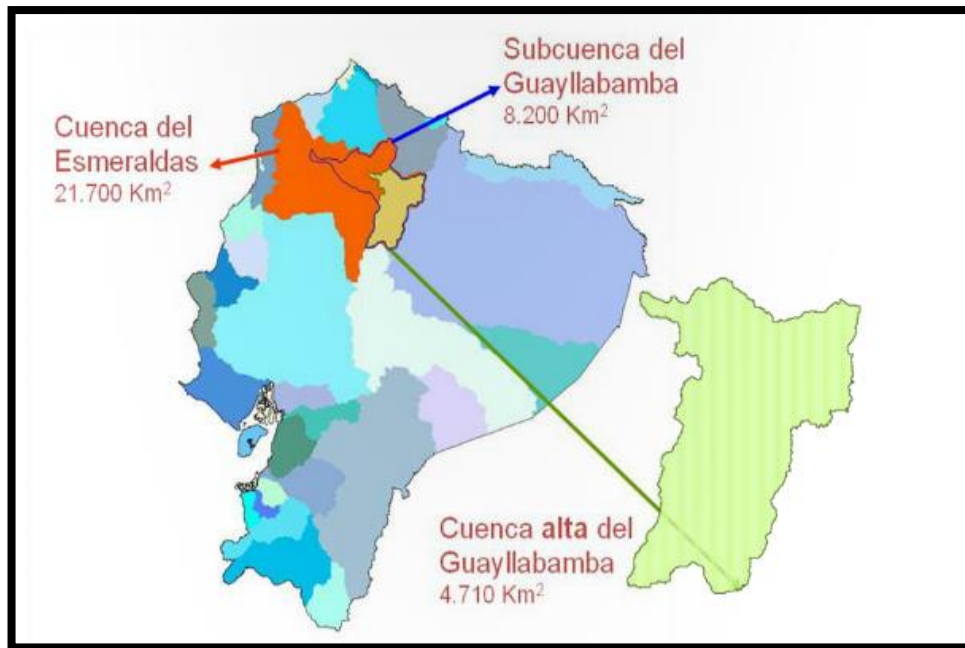 Subcuenca del
Guayllabamba
8.200 Km²
Cuenca del
Esmeraldas
21.700 Km²
Cuenca alta del
Guayllabamba
4.710 Km²